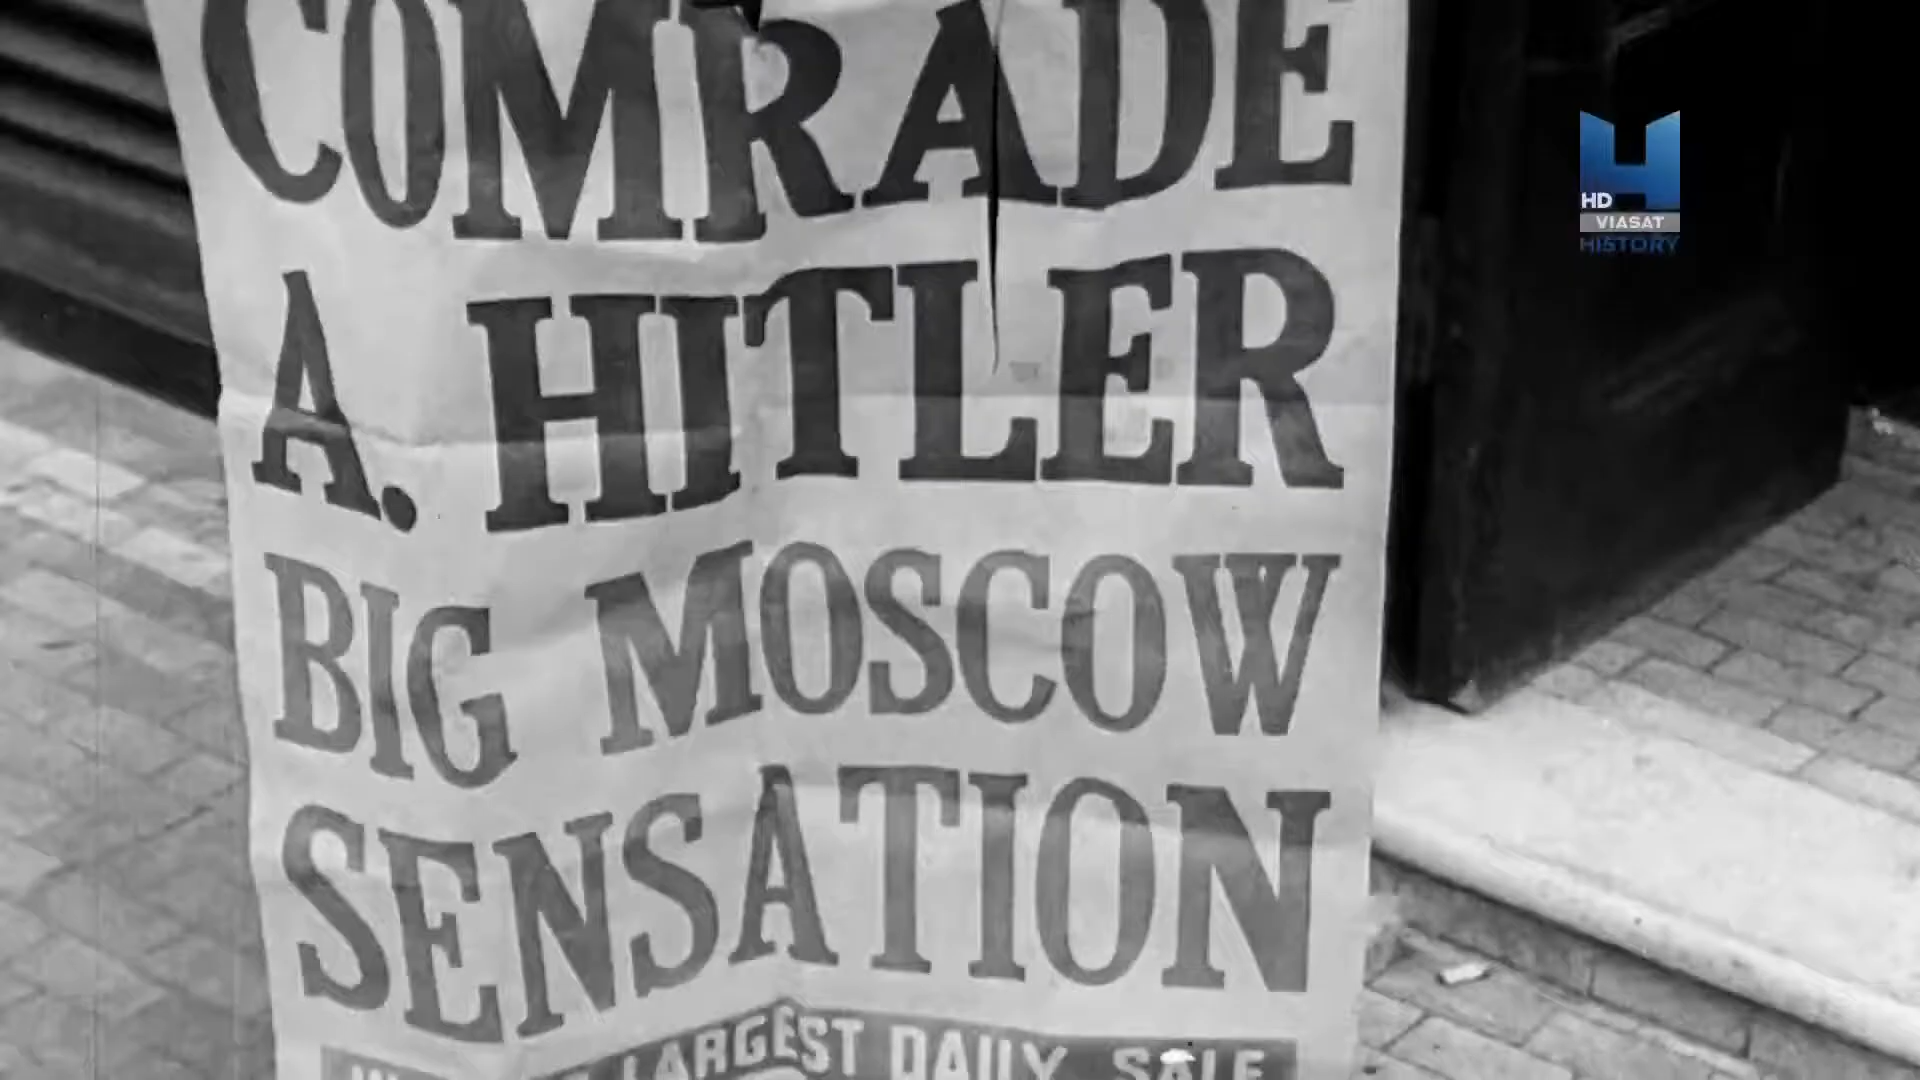 COMRADE
A. HITLER
BIG MOSCOW
SENSATION
LARGEST DAILY SALE
HD
VIASAT
HISTORY